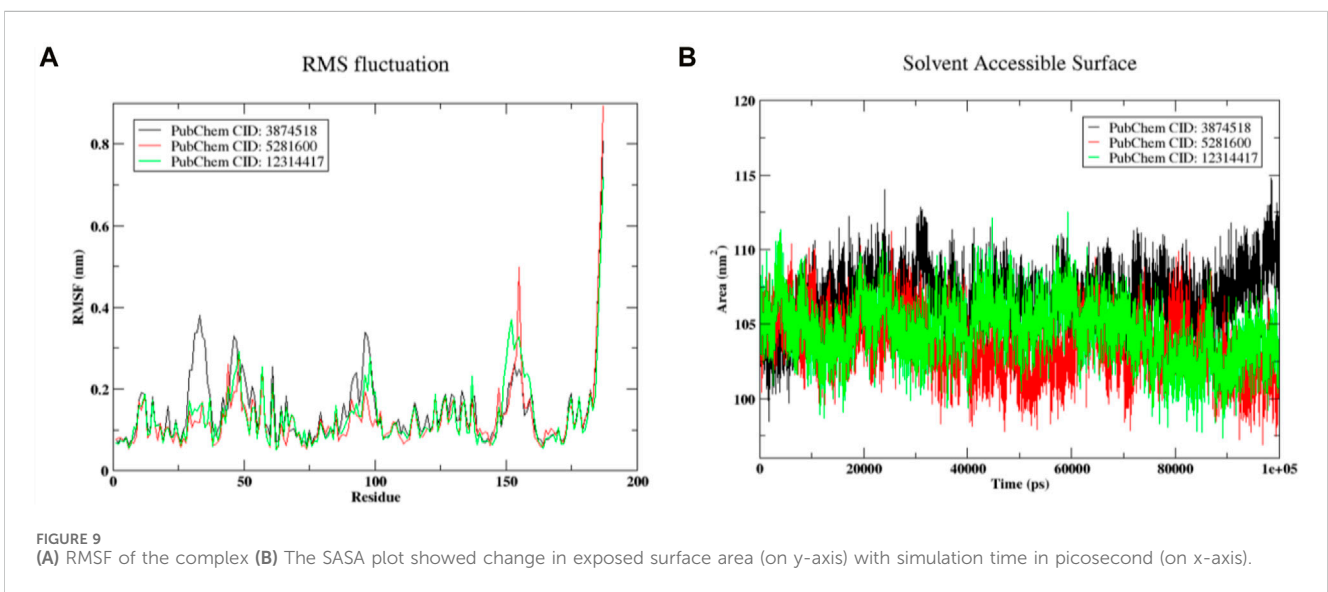 A
RMS fluctuation
PubChem CID: 3874518
PubChem CID: 5281600
PubChem CID: 12314417
RMSF (nm)
0.8
0.6
0.4
0.2
0
0 50 100 150 200
Residue
B
Solvent Accessible Surface
PubChem CID: 3874518
PubChem CID: 5281600
PubChem CID: 12314417
Area (nm²)
120
115
110
105
100
0 20000 40000 60000 80000 1e+05
Time (ps)
FIGURE 9
(A) RMSF of the complex (B) The SASA plot showed change in exposed surface area (on y-axis) with simulation time in picosecond (on x-axis).